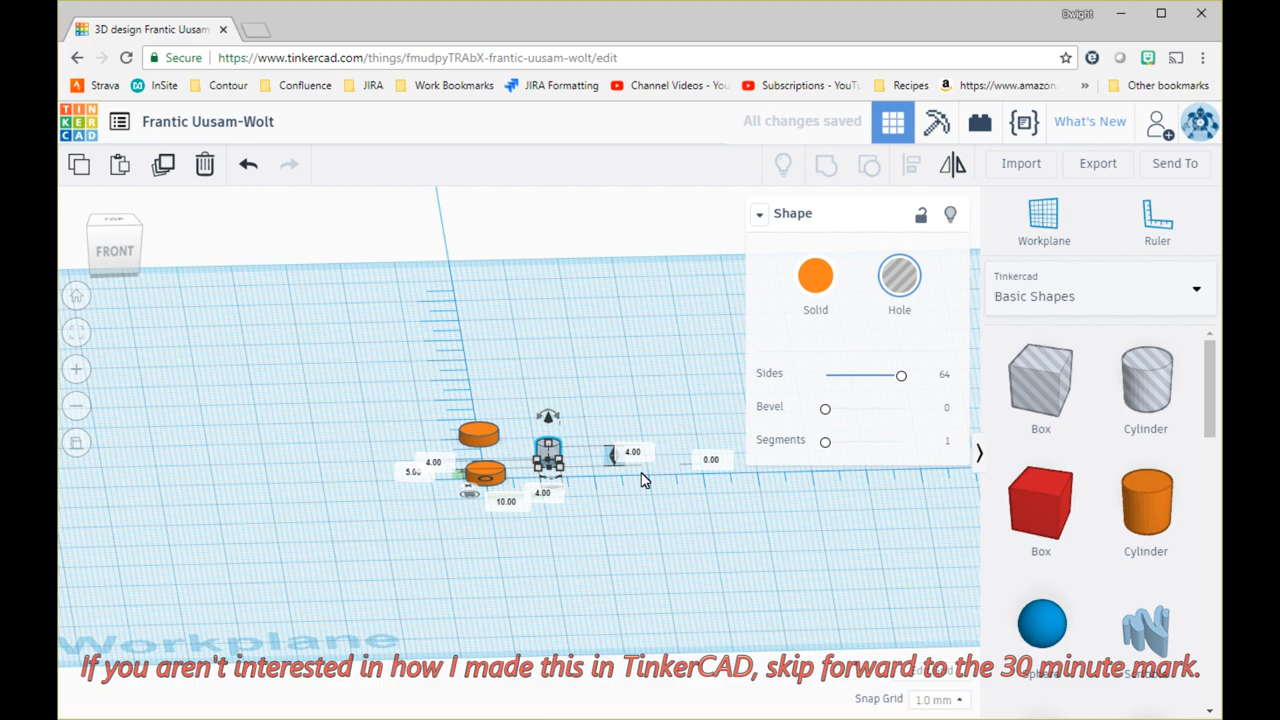 Dwight
3D design Frantic Uusam
Secure
https://www.tinkercad.com/things/fmudpyTRAbX-frantic-uusam-wolt/edit
Strava
InSite
Contour
Confluence
JIRA
Work Bookmarks
JIRA Formatting
Channel Videos - You
Subscriptions - YouTu
Recipes
https://www.amazon.
»
Other bookmarks
TIN
KER
CAD
Frantic Uusam-Wolt
All changes saved
What's New
Import
Export
Send To
TOP
FRONT
Shape
Solid
Hole
Sides
64
Bevel
0
Segments
1
Workplane
Ruler
Tinkercad
Basic Shapes
Box
Cylinder
Box
Cylinder
4.00
0.00
4.00
5.00
4.00
10.00
Workplane
If you aren't interested in how I made this in TinkerCAD, skip forward to the 30 minute mark.
Snap Grid
1.0 mm